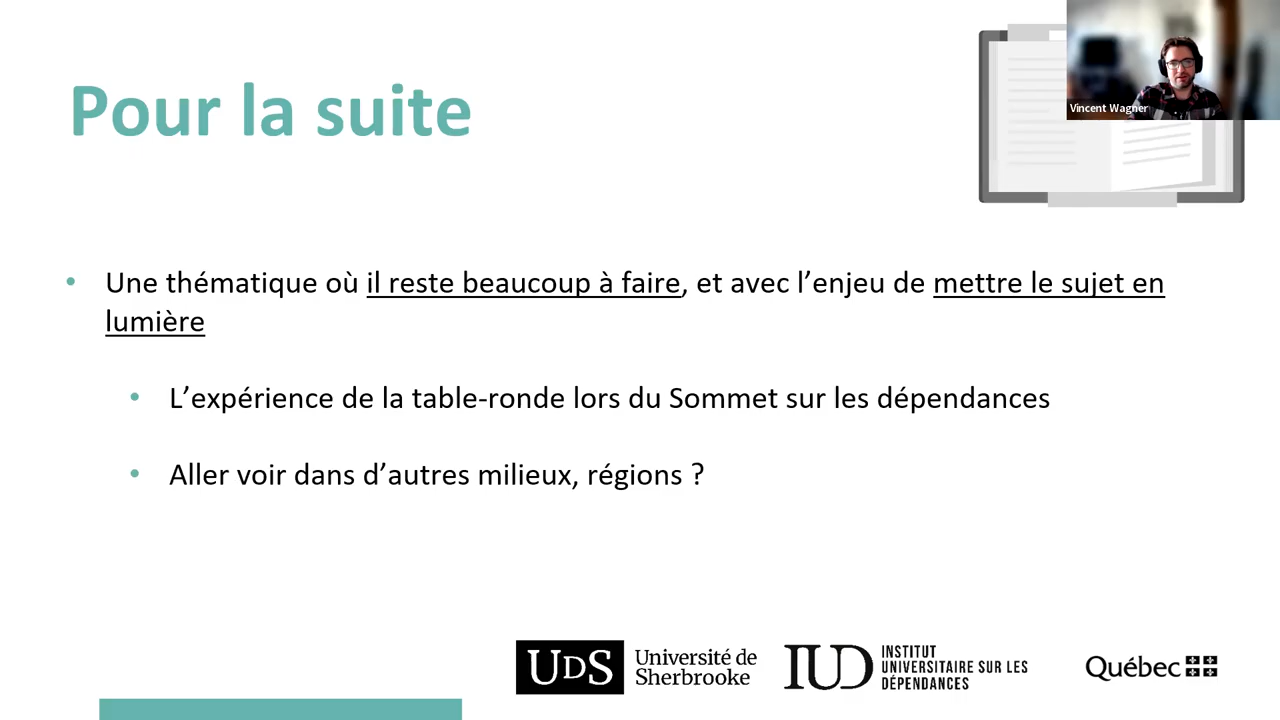 Pour la suite
Vincent Wagner
• Une thématique où il reste beaucoup à faire, et avec l’enjeu de mettre le sujet en
lumière
• L’expérience de la table-ronde lors du Sommet sur les dépendances
• Aller voir dans d’autres milieux, régions ?
UdS
Université de
Sherbrooke
IUD
INSTITUT
UNIVERSITAIRE SUR LES
DÉPENDANCES
Québec